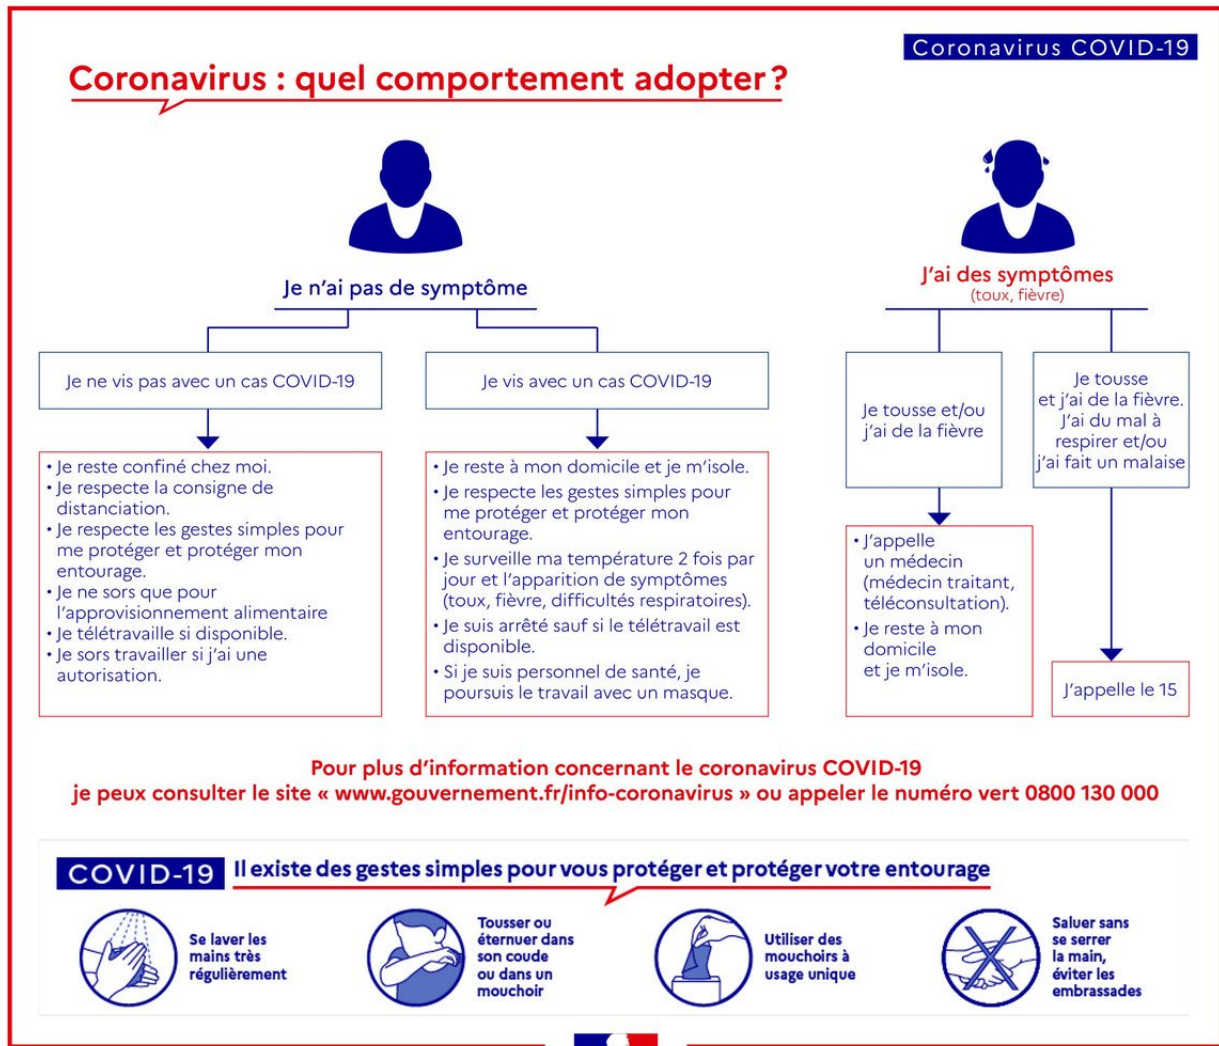 Coronavirus COVID-19
Coronavirus : quel comportement adopter ?
Je n'ai pas de symptôme
Je ne vis pas avec un cas COVID-19
• Je reste confiné chez moi.
• Je respecte la consigne de
distanciation.
• Je respecte les gestes simples pour
me protéger et protéger mon
entourage.
• Je ne sors que pour
l'approvisionnement alimentaire
• Je télétravaille si disponible.
• Je sors travailler si j'ai une
autorisation.
Je vis avec un cas COVID-19
• Je reste à mon domicile et je m'isole.
• Je respecte les gestes simples pour
me protéger et protéger mon
entourage.
• Je surveille ma température 2 fois par
jour et l'apparition de symptômes
(toux, fièvre, difficultés respiratoires).
• Je suis arrêté sauf si le télétravail est
disponible.
• Si je suis personnel de santé, je
poursuis le travail avec un masque.
J'ai des symptômes
(toux, fièvre)
Je tousse et/ou
j'ai de la fièvre
• J'appelle
un médecin
(médecin traitant,
téléconsultation).
• Je reste à mon
domicile
et je m'isole.
Je tousse
et j'ai de la fièvre.
J'ai du mal à
respirer et/ou
j'ai fait un malaise
J'appelle le 15
Pour plus d'information concernant le coronavirus COVID-19
je peux consulter le site « www.gouvernement.fr/info-coronavirus » ou appeler le numéro vert 0800 130 000
COVID-19 Il existe des gestes simples pour vous protéger et protéger votre entourage
Se laver les
mains très
régulièrement
Tousser ou
éternuer dans
son coude
ou dans un
mouchoir
Utiliser des
mouchoirs à
usage unique
Saluer sans
se serrer
la main,
éviter les
embrassades